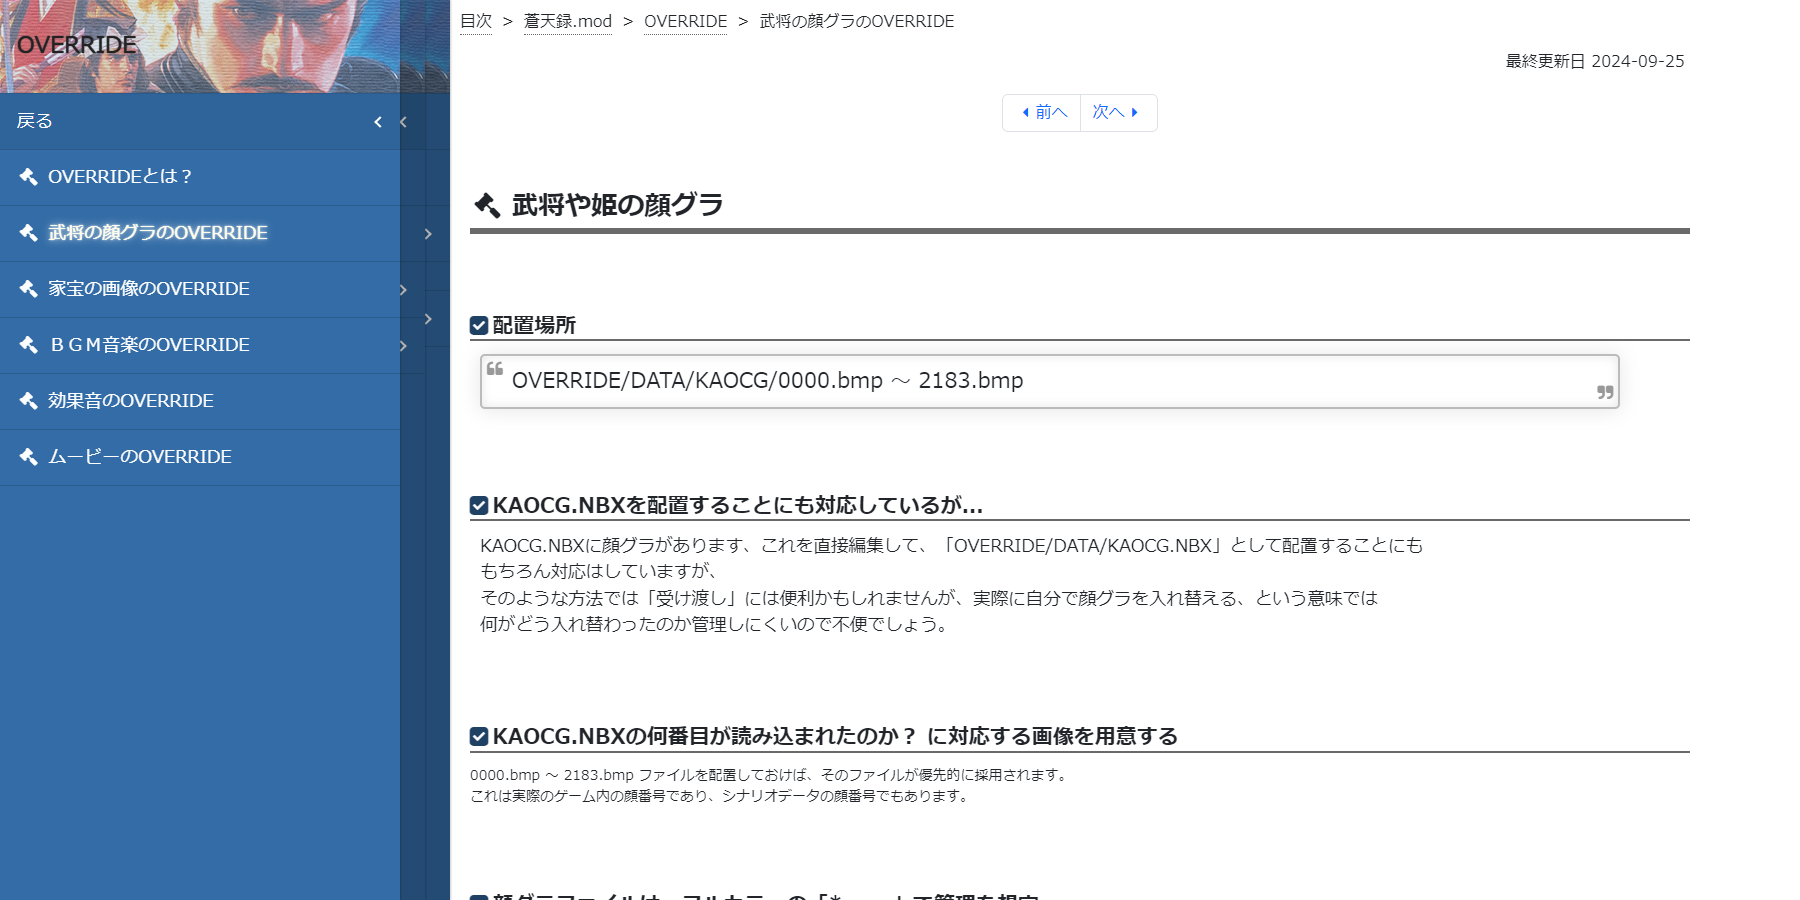 OVERRIDE
戻る
OVERRIDEとは？
武将の顔グラのOVERRIDE
家宝の画像のOVERRIDE
ＢＧＭ音楽のOVERRIDE
効果音のOVERRIDE
ムービーのOVERRIDE
目次 > 蒼天録.mod > OVERRIDE > 武将の顔グラのOVERRIDE
最終更新日 2024-09-25
前へ 次へ
武将や姫の顔グラ
配置場所
OVERRIDE/DATA/KAOCG/0000.bmp ～ 2183.bmp
KAOCG.NBXを配置することにも対応しているが...
KAOCG.NBXに顔グラがあります、これを直接編集して、「OVERRIDE/DATA/KAOCG.NBX」として配置することにも
もちろん対応はしていますが、
そのような方法では「受け渡し」には便利かもしれませんが、実際に自分で顔グラを入れ替える、という意味では
何がどう入れ替わったのか管理しにくいので不便でしょう。
KAOCG.NBXの何番目が読み込まれたのか？ に対応する画像を用意する
0000.bmp ～ 2183.bmp ファイルを配置しておけば、そのファイルが優先的に採用されます。
これは実際のゲーム内の顔番号であり、シナリオデータの顔番号でもあります。